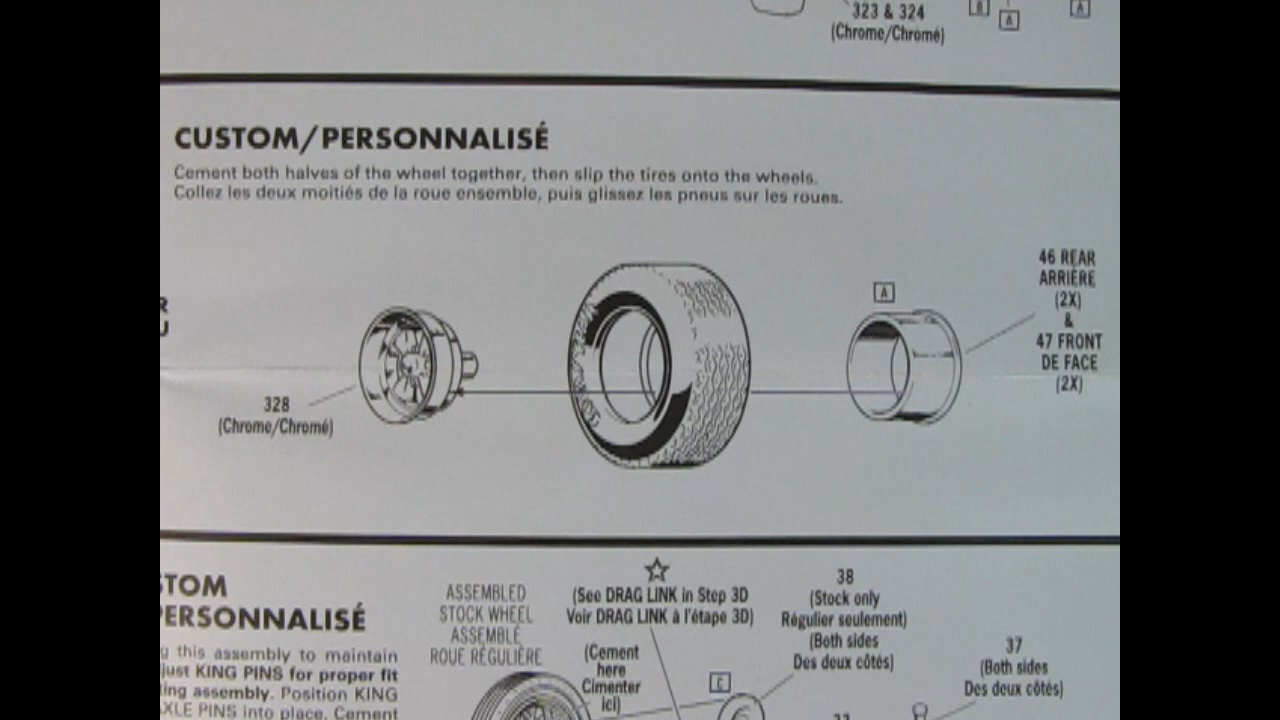 323 & 324
(Chrome/Chromé)
B
A
A
CUSTOM/PERSONNALISÉ
Cement both halves of the wheel together, then slip the tires onto the wheels.
Collez les deux moitiés de la roue ensemble, puis glissez les pneus sur les roues.
R
U
46 REAR
ARRIÈRE
(2X)
&
47 FRONT
DE FACE
(2X)
A
328
(Chrome/Chromé)
STOM
PERSONNALISÉ
g this assembly to maintain
just KING PINS for proper fit
ing assembly. Position KING
XLE PINS into place. Cement
ASSEMBLED
STOCK WHEEL
ASSEMBLÉ
ROUE RÉGULIÈRE
(See DRAG LINK in Step 3D
Voir DRAG LINK à l'étape 3D)
(Cement
here
Cimenter
ici)
C
38
(Stock only
Régulier seulement)
(Both sides
Des deux côtés)
37
(Both sides
Des deux côtés)